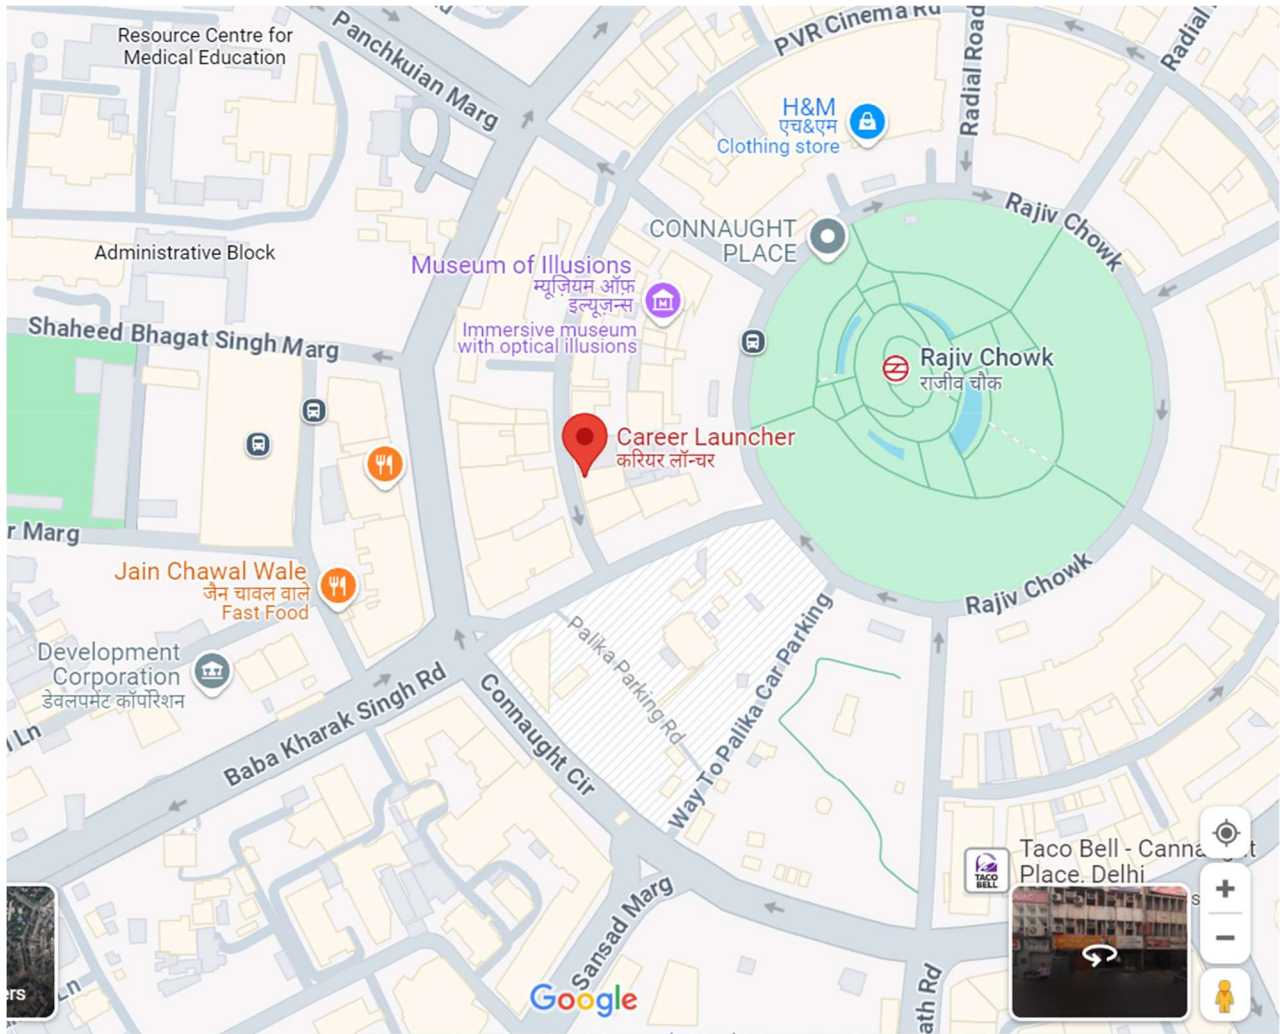 Resource Centre for
Medical Education
Panchkuian Marg
PVR Cinema Rd
Radial Road
Radial
H&M
एच&एम
Clothing store
CONNAUGHT
PLACE
Rajiv Chowk
Administrative Block
Museum of Illusions
म्यूज़ियम ऑफ़
इल्यूज़न्स
Immersive museum
with optical illusions
Shaheed Bhagat Singh Marg
Rajiv Chowk
राजीव चौक
Career Launcher
करियर लॉन्चर
r Marg
Jain Chawal Wale
जैन चावल वाले
Fast Food
Rajiv Chowk
Development
Corporation
डेवलपमेंट कॉर्पोरेशन
Palika Parking Rd
Way To Palika Car Parking
Baba Kharak Singh Rd
Connaught Cir
Ln
Taco Bell - Canna t
Place, Delhi
TACO
BELL
s
Sansad Marg
ers
Ln
Google
ath Rd